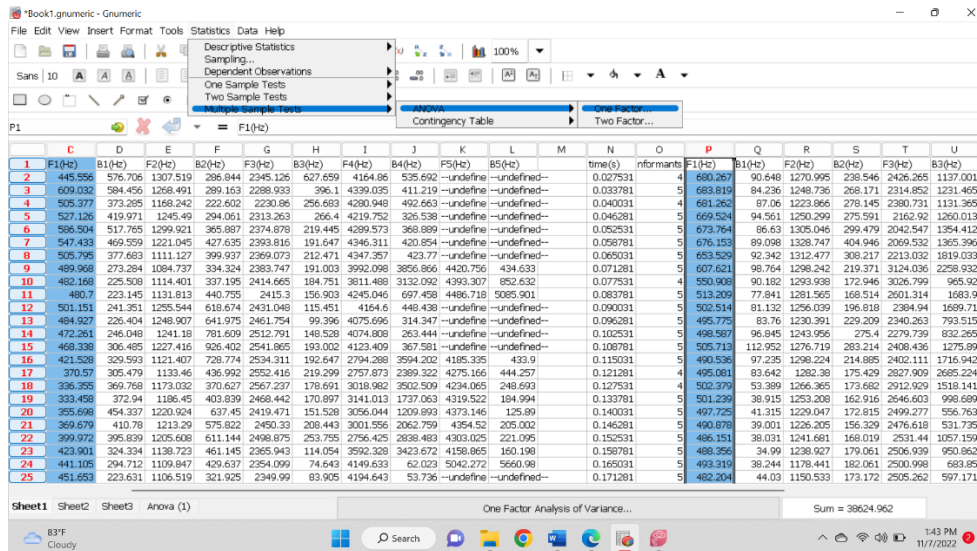 *Book1.gnumeric - Gnumeric
File Edit View Insert Format Tools Statistics Data Help
100%
Descriptive Statistics
Sampling...
Dependent Observations
One Sample Tests
Two Sample Tests
Multiple Sample Tests
ANOVA
Contingency Table
One Factor...
Two Factor...
Sans 10 A A A A
P1 = F1(Hz)
C D E F G H I J K L M N O P Q R S T U
1 F1(Hz) B1(Hz) F2(Hz) B2(Hz) F3(Hz) B3(Hz) F4(Hz) B4(Hz) F5(Hz) B5(Hz) time(s) nformants F1(Hz) B1(Hz) F2(Hz) B2(Hz) F3(Hz) B3(Hz)
2 445.556 576.706 1307.519 286.844 2345.126 627.659 4164.86 535.692 --undefine --undefined-- 0.027531 4 680.267 90.648 1270.995 238.546 2426.265 1137.001
3 609.032 584.456 1268.491 289.163 2288.933 396.1 4339.035 411.219 --undefine --undefined-- 0.033781 5 683.819 84.236 1248.736 268.171 2314.852 1231.465
4 505.377 373.285 1168.242 222.602 2230.86 256.683 4280.948 492.663 --undefine --undefined-- 0.040031 4 681.262 87.06 1223.866 278.145 2380.731 1131.365
5 527.126 419.971 1245.49 294.061 2313.263 266.4 4219.752 326.538 --undefine --undefined-- 0.046281 5 669.524 94.561 1250.299 275.591 2162.92 1260.013
6 586.504 517.765 1299.921 365.887 2374.878 219.445 4289.573 368.889 --undefine --undefined-- 0.052531 5 673.764 86.63 1305.046 299.479 2042.547 1354.412
7 547.433 469.559 1221.045 427.635 2393.816 191.647 4346.311 420.854 --undefine --undefined-- 0.058781 5 676.153 89.098 1328.747 404.946 2069.532 1365.396
8 505.795 377.683 1111.127 399.937 2369.073 212.471 4347.357 423.77 --undefine --undefined-- 0.065031 5 653.529 92.342 1312.477 308.217 2213.032 1819.033
9 489.968 273.284 1084.737 334.324 2383.747 191.003 3992.098 3856.866 4420.756 434.633 0.071281 5 607.621 98.764 1298.242 219.371 3124.036 2258.932
10 482.168 225.508 1114.401 337.195 2414.665 184.751 3811.488 3132.092 4393.307 852.632 0.077531 4 550.908 90.182 1293.938 172.946 3026.799 965.92
11 480.7 223.145 1131.813 440.755 2415.3 156.903 4245.046 697.458 4486.718 5085.901 0.083781 5 513.209 77.841 1281.565 168.514 2601.314 1683.9
12 501.151 241.351 1255.544 618.674 2431.048 115.451 4164.6 448.438 --undefine --undefined-- 0.090031 5 502.514 81.132 1256.039 196.818 2384.94 1689.71
13 484.927 226.404 1248.907 641.975 2461.754 99.396 4075.696 314.347 --undefine --undefined-- 0.096281 5 495.775 83.76 1230.391 229.209 2340.263 793.515
14 472.261 246.048 1241.18 781.609 2512.791 148.528 4074.808 263.444 --undefine --undefined-- 0.102531 5 498.587 96.845 1243.956 275.4 2279.739 832.265
15 468.338 306.485 1227.416 926.402 2541.865 193.002 4123.409 367.581 --undefine --undefined-- 0.108781 5 505.713 112.952 1276.719 283.214 2408.436 1275.89
16 421.528 329.593 1121.407 728.774 2534.311 192.647 2794.288 3594.202 4185.335 433.9 0.115031 5 490.536 97.235 1298.224 214.885 2402.111 1716.942
17 370.57 305.479 1133.46 436.992 2552.416 219.299 2757.873 2389.322 4275.166 444.257 0.121281 4 495.081 83.642 1282.38 175.429 2827.909 2685.224
18 336.355 369.768 1173.032 370.627 2567.237 178.691 3018.982 3502.509 4234.065 248.693 0.127531 4 502.379 53.389 1266.365 173.682 2912.929 1518.141
19 333.458 372.94 1186.45 403.839 2468.442 170.897 3141.013 1737.063 4319.522 184.994 0.133781 5 501.239 38.915 1253.208 162.916 2646.603 998.689
20 355.698 454.337 1220.924 637.45 2419.471 151.528 3056.044 1209.893 4373.146 125.89 0.140031 5 497.725 41.315 1229.047 172.815 2499.277 556.763
21 369.679 410.78 1213.29 575.822 2450.33 208.443 3001.556 2062.759 4354.52 205.002 0.146281 5 490.878 39.001 1226.205 156.329 2476.618 531.735
22 399.972 395.839 1205.608 611.144 2498.875 253.755 2756.425 2838.483 4303.025 221.095 0.152531 5 486.151 38.031 1241.681 168.019 2531.44 1057.159
23 423.901 324.334 1138.723 461.145 2365.943 114.054 3592.328 3423.672 4158.865 160.198 0.158781 5 488.356 34.99 1238.927 179.061 2506.939 950.862
24 441.105 294.712 1109.847 429.637 2354.099 74.643 4149.633 62.023 5042.272 5660.98 0.165031 5 493.319 38.244 1178.441 182.061 2500.998 683.85
25 451.653 223.631 1106.519 321.925 2349.99 83.905 4194.643 53.736 --undefine --undefined-- 0.171281 5 482.204 44.03 1150.533 173.172 2505.262 597.171
Sheet1 Sheet2 Sheet3 Anova (1) One Factor Analysis of Variance... Sum = 38624.962
83°F
Cloudy
Search
1:43 PM
11/7/2022
2